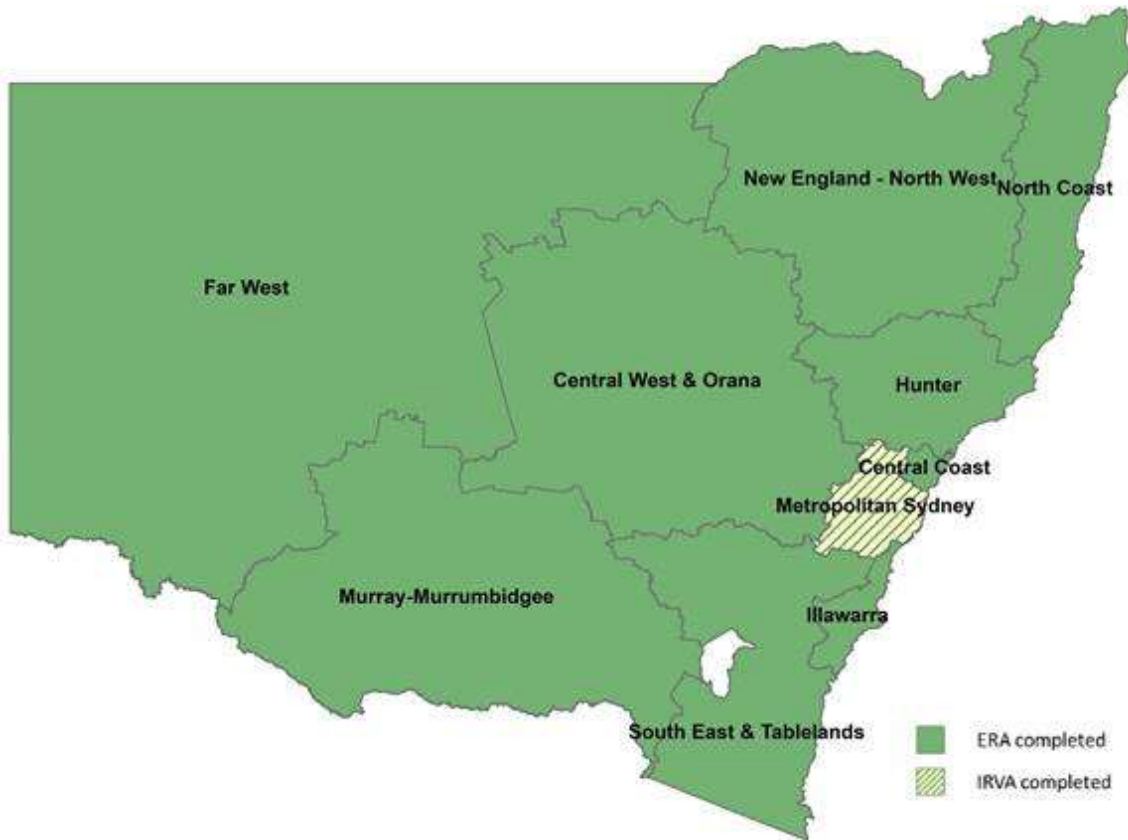 New England - North West
North Coast
Far West
Central West & Orana
Hunter
Central Coast
Metropolitan Sydney
Murray-Murrumbidgee
Illawarra
South East & Tablelands
ERA completed
IRVA completed